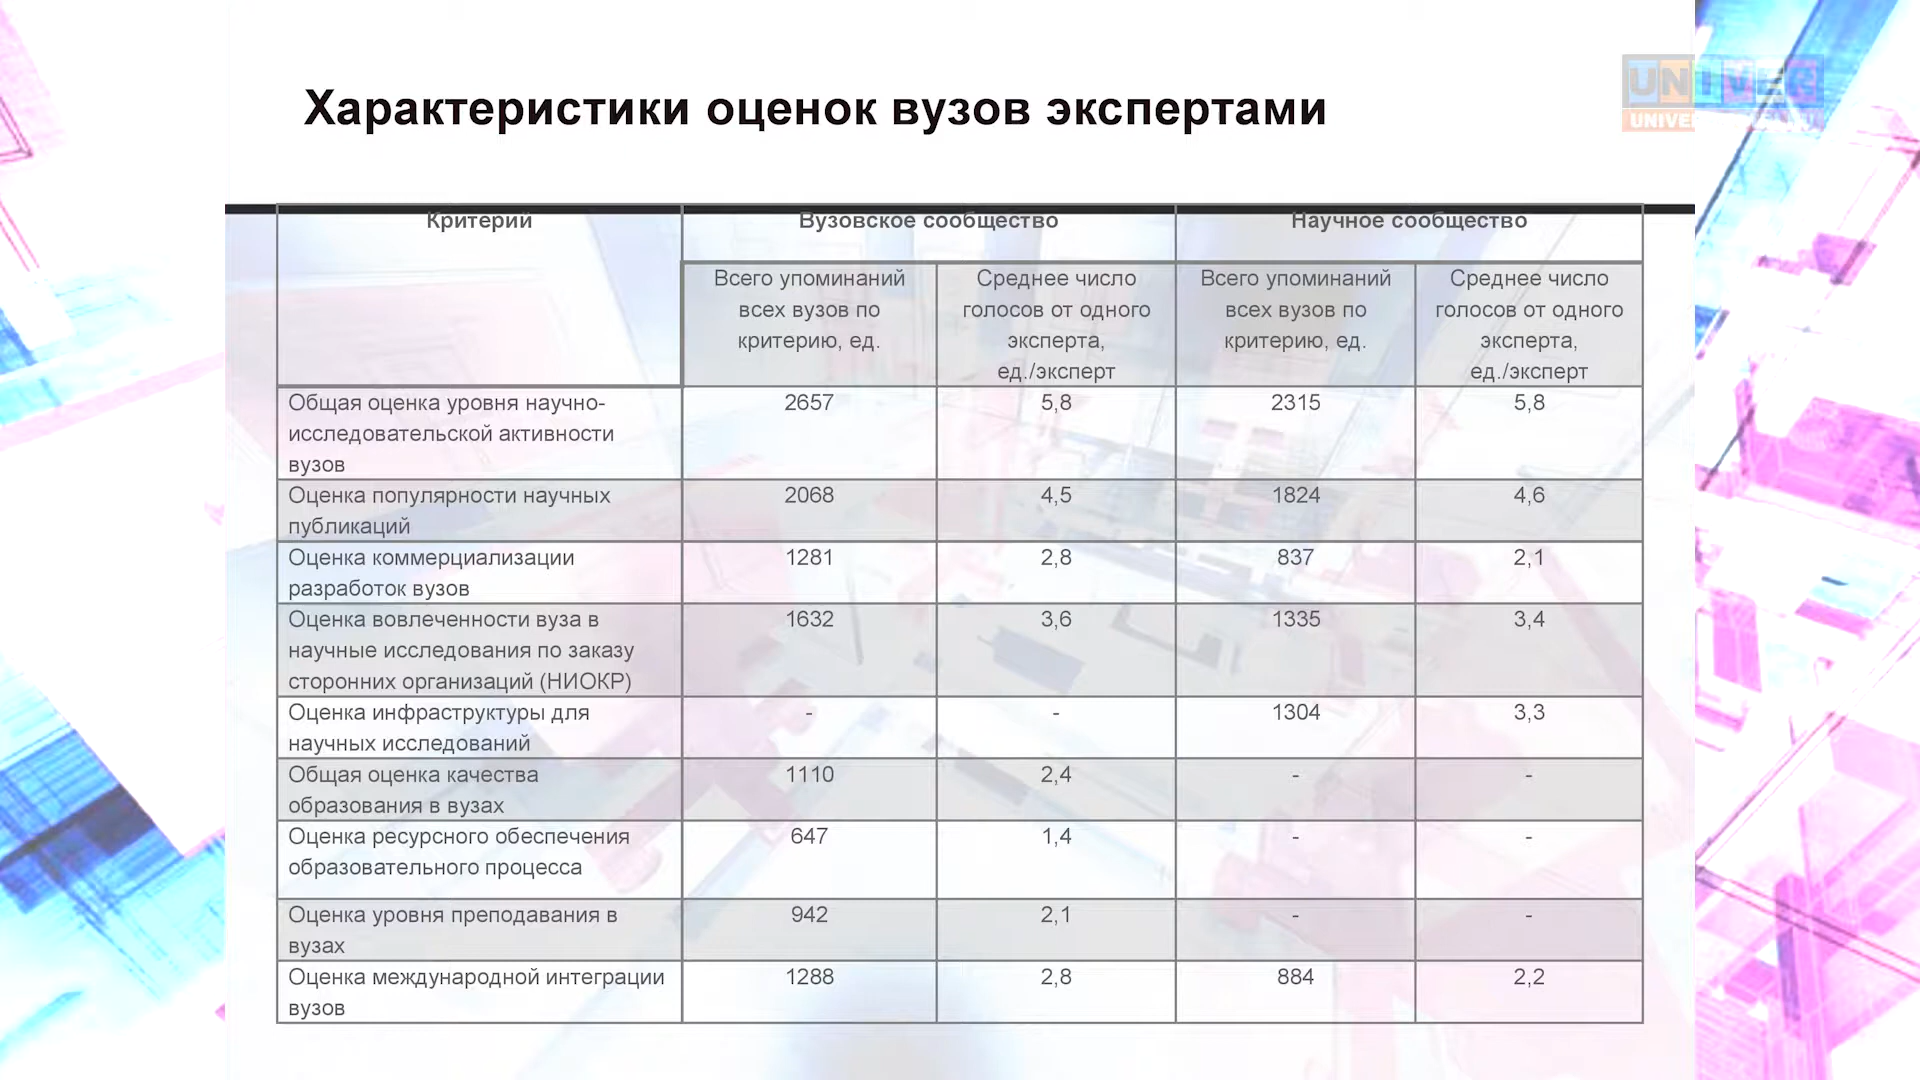 Характеристики оценок вузов экспертами
UNIVER
Критерий Вузовское сообщество Научное сообщество
Всего упоминаний всех вузов по критерию, ед. Среднее число голосов от одного эксперта, ед./эксперт Всего упоминаний всех вузов по критерию, ед. Среднее число голосов от одного эксперта, ед./эксперт
Общая оценка уровня научно- 2657 5,8 2315 5,8
исследовательской активности
вузов
Оценка популярности научных 2068 4,5 1824 4,6
публикаций
Оценка коммерциализации 1281 2,8 837 2,1
разработок вузов
Оценка вовлеченности вуза в 1632 3,6 1335 3,4
научные исследования по заказу
сторонних организаций (НИОКР)
Оценка инфраструктуры для - - 1304 3,3
научных исследований
Общая оценка качества 1110 2,4 - -
образования в вузах
Оценка ресурсного обеспечения 647 1,4 - -
образовательного процесса
Оценка уровня преподавания в 942 2,1 - -
вузах
Оценка международной интеграции 1288 2,8 884 2,2
вузов